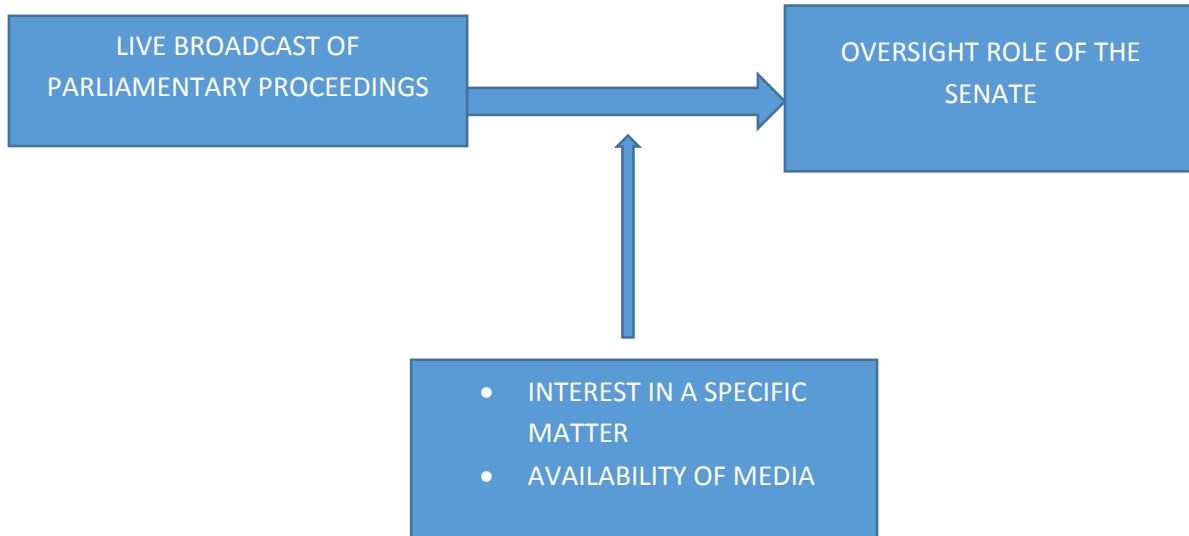 LIVE BROADCAST OF
PARLIAMENTARY PROCEEDINGS
OVERSIGHT ROLE OF THE
SENATE
● INTEREST IN A SPECIFIC
MATTER
● AVAILABILITY OF MEDIA